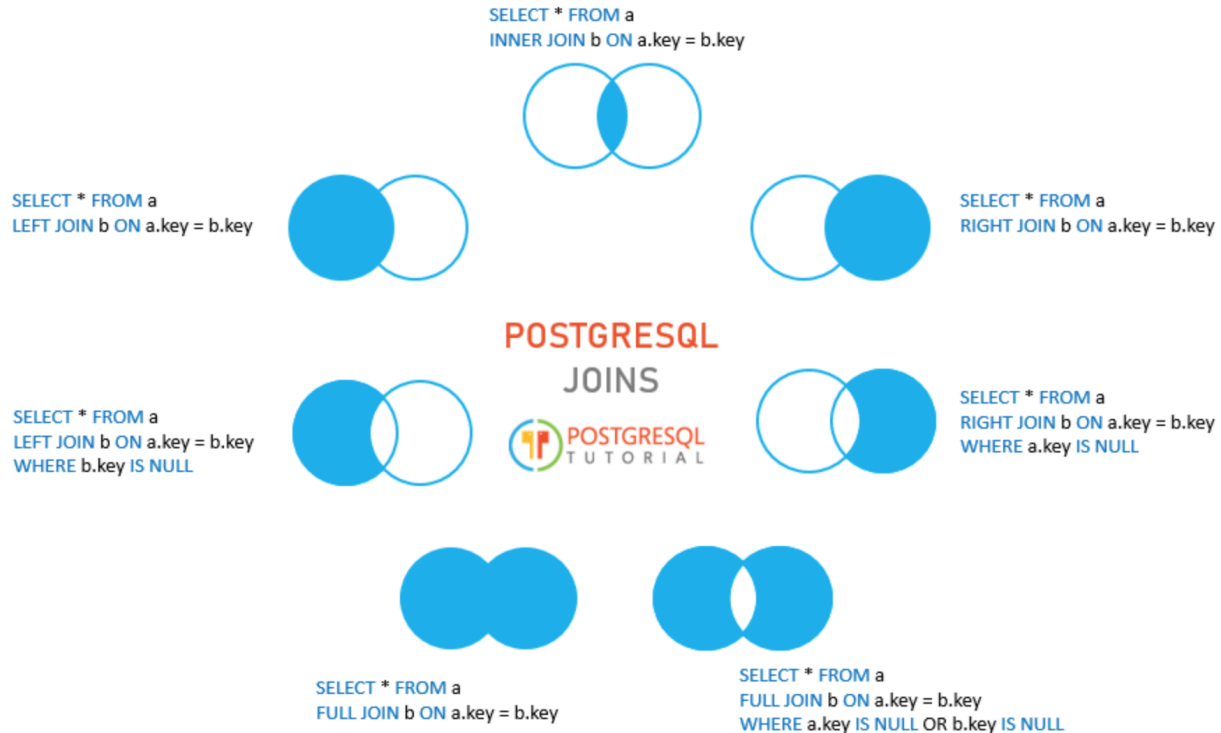 SELECT * FROM a
INNER JOIN b ON a.key = b.key
SELECT * FROM a
LEFT JOIN b ON a.key = b.key
SELECT * FROM a
RIGHT JOIN b ON a.key = b.key
POSTGRESQL
JOINS
POSTGRESQL
TUTORIAL
SELECT * FROM a
LEFT JOIN b ON a.key = b.key
WHERE b.key IS NULL
SELECT * FROM a
RIGHT JOIN b ON a.key = b.key
WHERE a.key IS NULL
SELECT * FROM a
FULL JOIN b ON a.key = b.key
SELECT * FROM a
FULL JOIN b ON a.key = b.key
WHERE a.key IS NULL OR b.key IS NULL